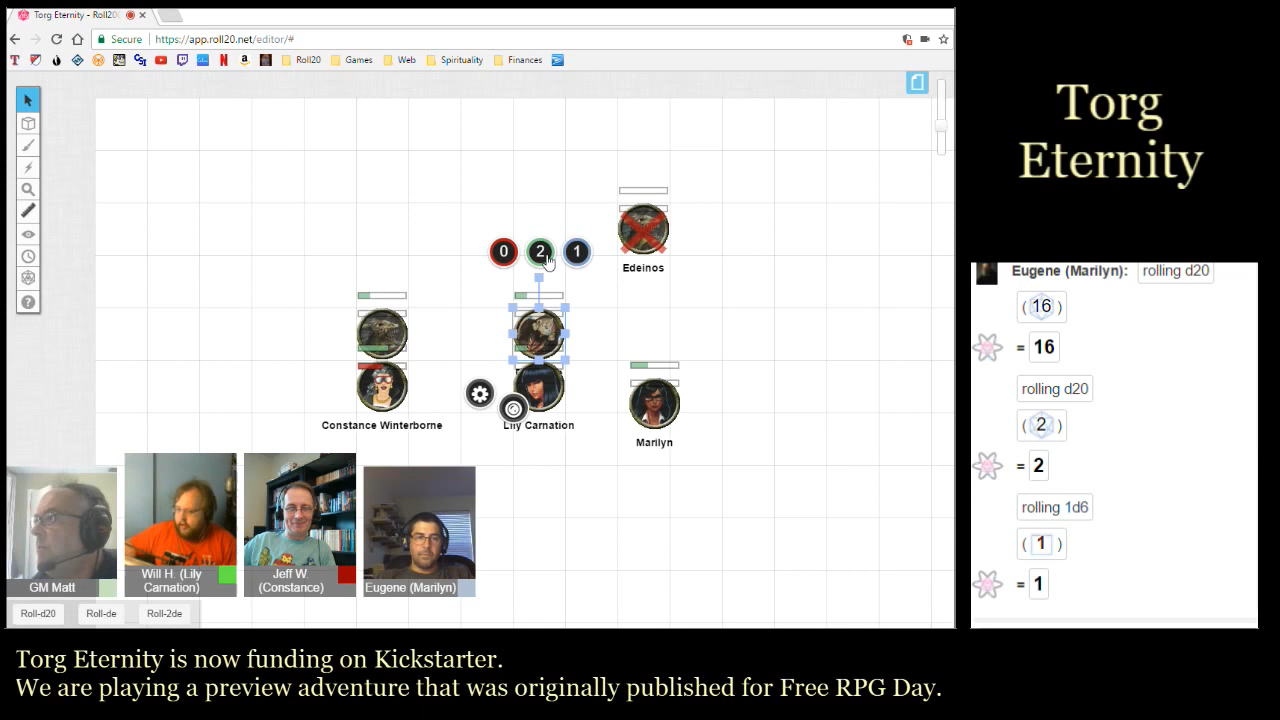 Torg Eternity - Roll20
Secure
https://app.roll20.net/editor/#
Roll20
Games
Web
Spirituality
Finances
Torg
Eternity
0
2
1
Edeinos
Constance Winterborne
Lily Carnation
Marilyn
Eugene (Marilyn):
rolling d20
(16)
= 16
rolling d20
(2)
= 2
rolling 1d6
(1)
= 1
GM Matt
Will H. (Lily
Carnation)
Jeff W.
(Constance)
Eugene (Marilyn)
Roll-d20
Roll-de
Roll-2de
Torg Eternity is now funding on Kickstarter.
We are playing a preview adventure that was originally published for Free RPG Day.